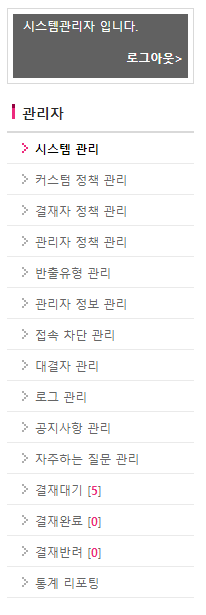 시스템관리자 입니다.
로그아웃>
관리자
시스템 관리
커스텀 정책 관리
결재자 정책 관리
관리자 정책 관리
반출유형 관리
관리자 정보 관리
접속 차단 관리
대결자 관리
로그 관리
공지사항 관리
자주하는 질문 관리
결재대기 [5]
결재완료 [0]
결재반려 [0]
통계 리포팅